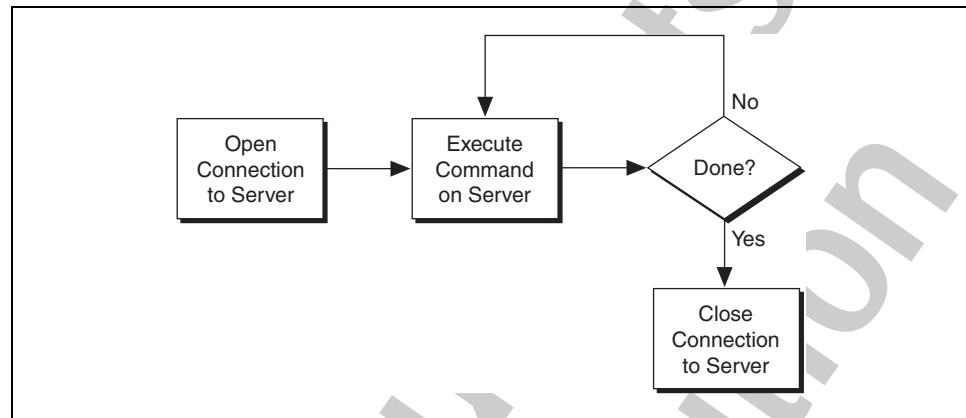 Open
Connection
to Server
Execute
Command
on Server
Done?
No
Yes
Close
Connection
to Server